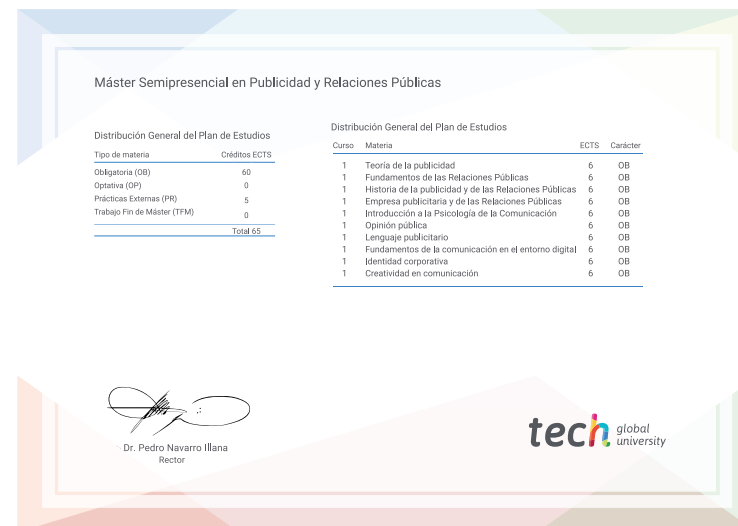 Máster Semipresencial en Publicidad y Relaciones Públicas
Distribución General del Plan de Estudios
Tipo de materia Créditos ECTS
Obligatoria (OB) 60
Optativa (OP) 0
Prácticas Externas (PR) 5
Trabajo Fin de Máster (TFM) 0
Total 65
Distribución General del Plan de Estudios
Curso Materia ECTS Carácter
1 Teoría de la publicidad 6 OB
1 Fundamentos de las Relaciones Públicas 6 OB
1 Historia de la publicidad y de las Relaciones Públicas 6 OB
1 Empresa publicitaria y de las Relaciones Públicas 6 OB
1 Introducción a la Psicología de la Comunicación 6 OB
1 Opinión pública 6 OB
1 Lenguaje publicitario 6 OB
1 Fundamentos de la comunicación en el entorno digital 6 OB
1 Identidad corporativa 6 OB
1 Creatividad en comunicación 6 OB
Dr. Pedro Navarro Illana
Rector
tech global
university